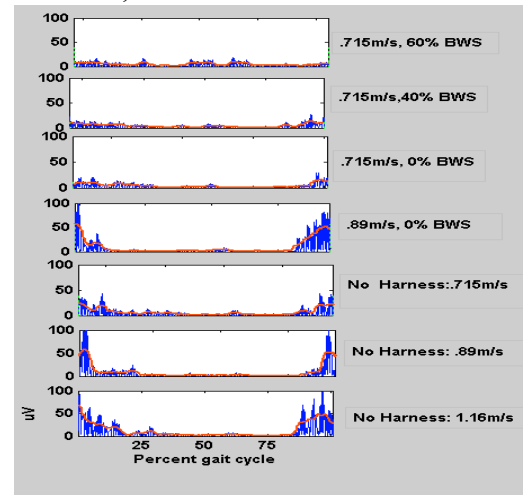 100
50
0
.715m/s, 60% BWS
100
50
0
.715m/s,40% BWS
100
50
0
.715m/s, 0% BWS
100
50
0
.89m/s, 0% BWS
100
50
0
No Harness:.715m/s
100
50
0
No Harness: .89m/s
100
50
0
No Harness: 1.16m/s
uV
25 50 75
Percent gait cycle